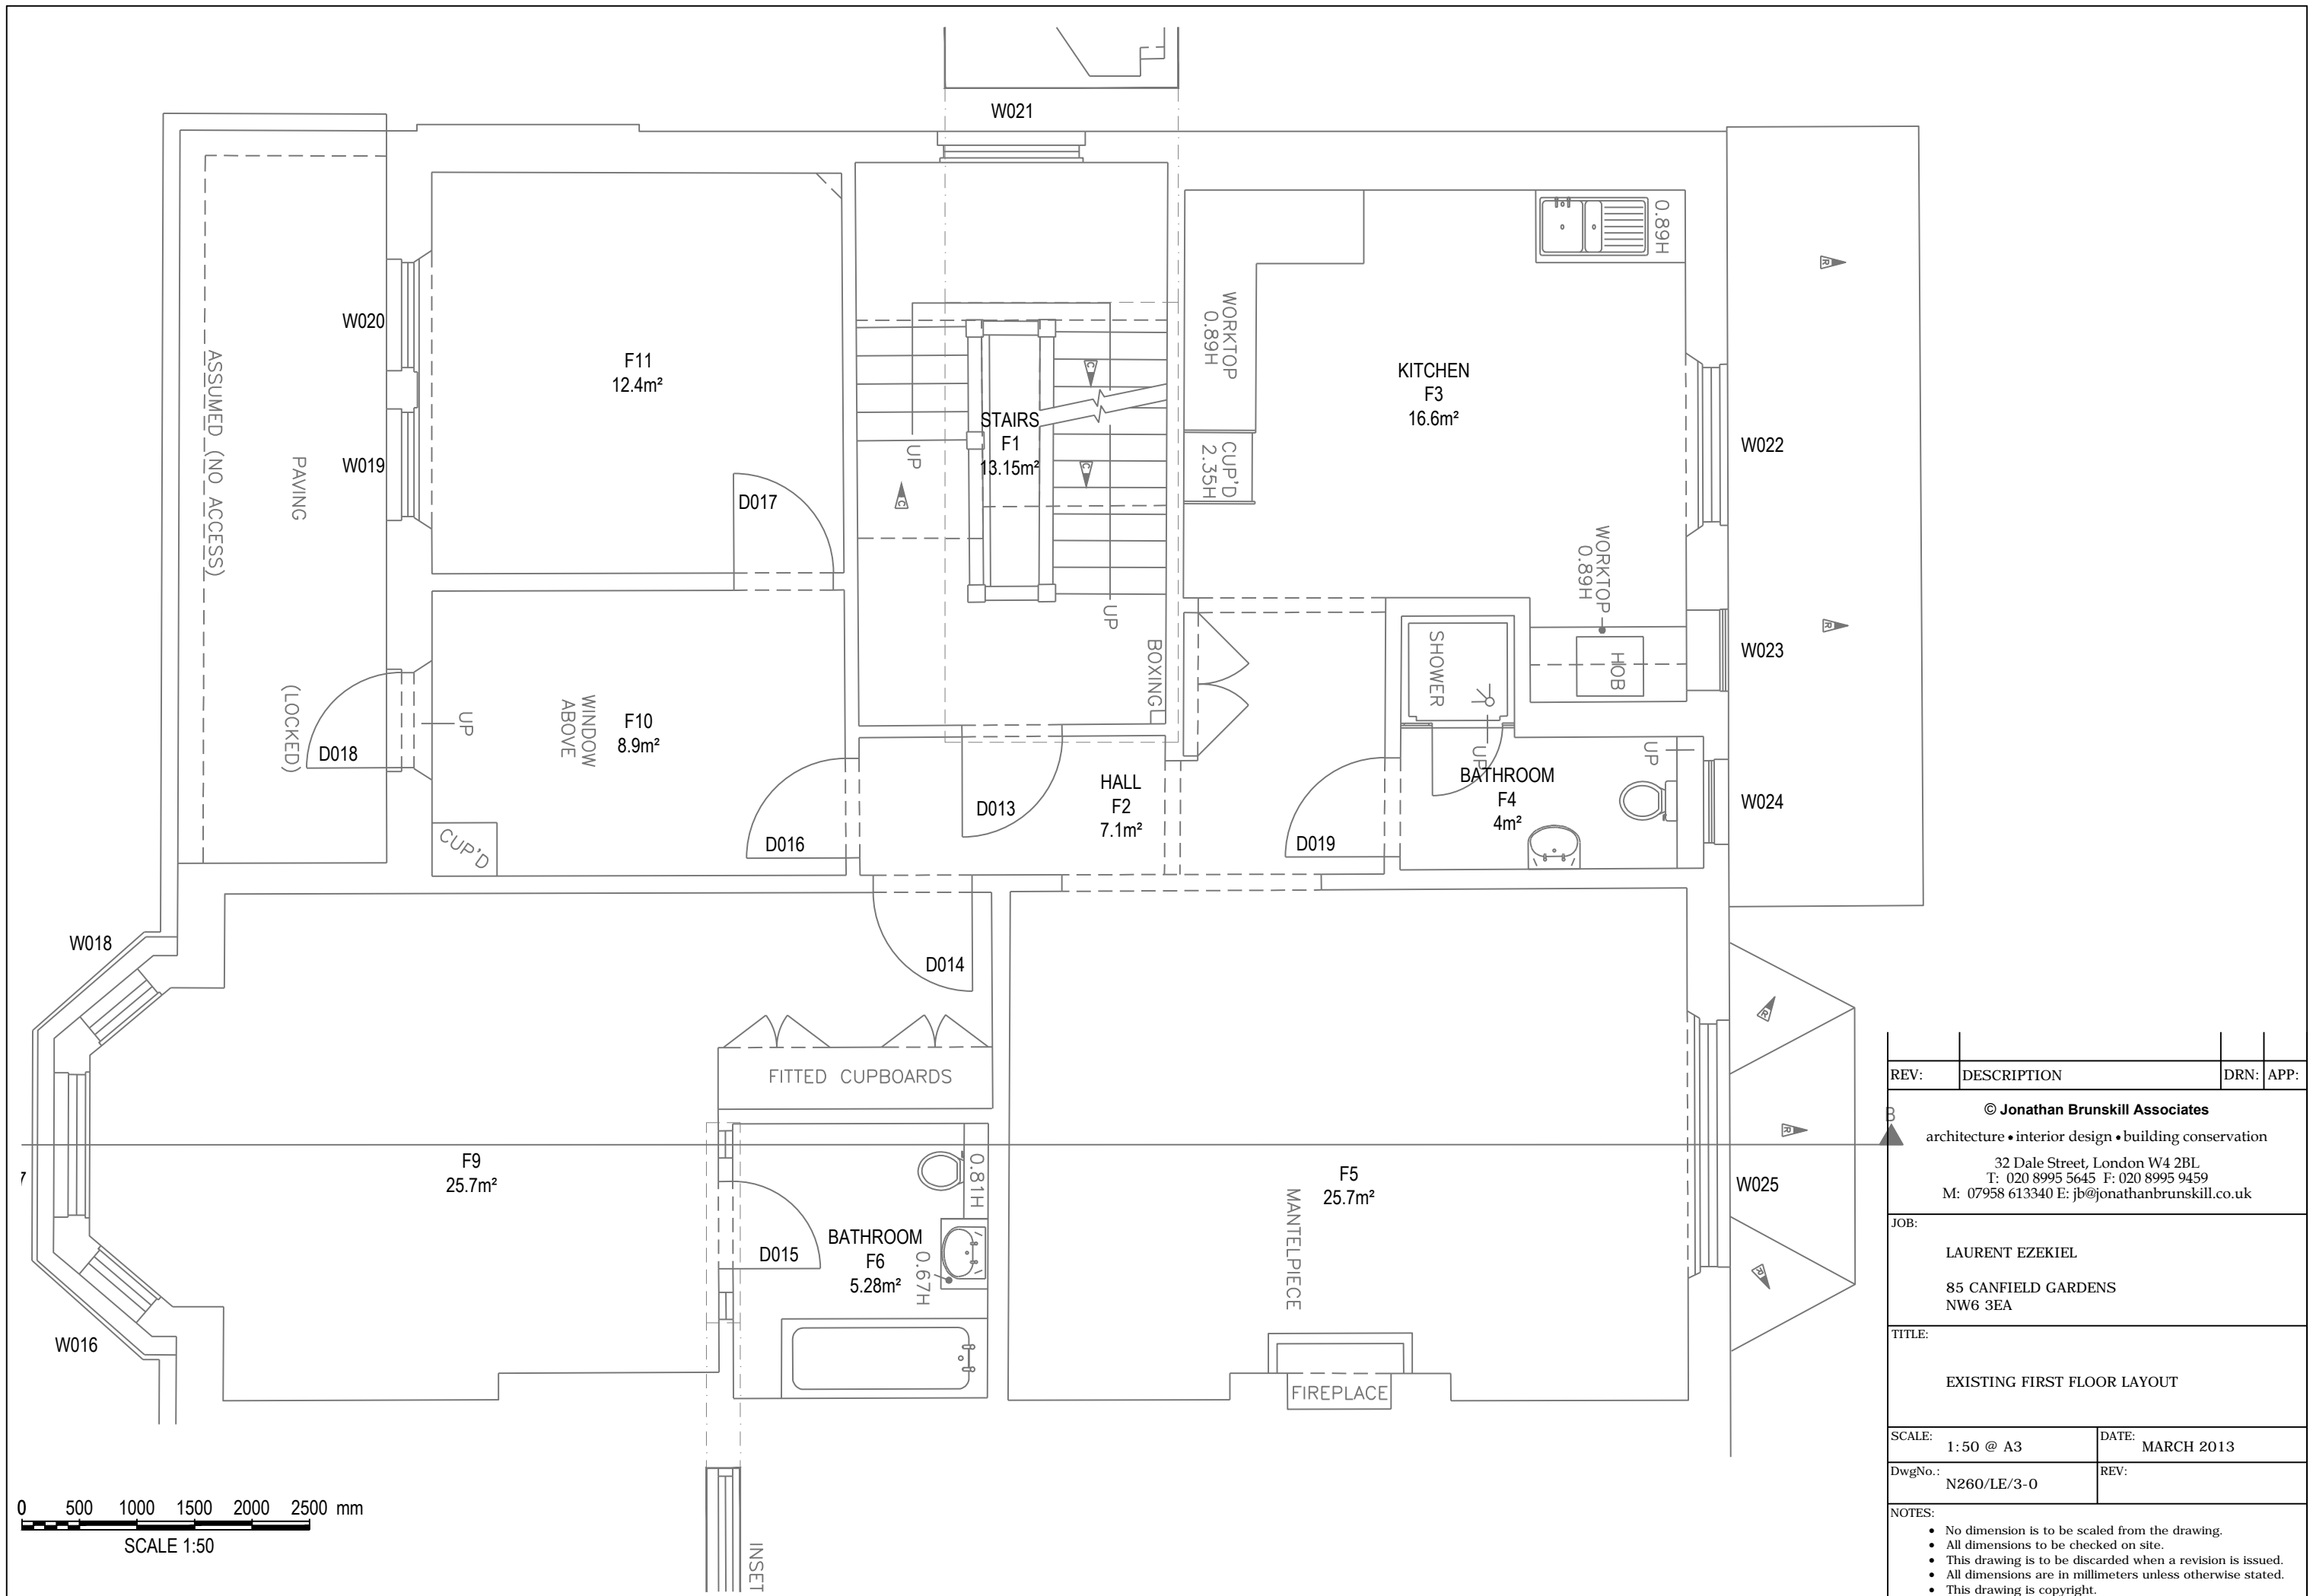 W021
0.89H
W020
ASSUMED (NO ACCESS)
F11
12.4m²
WORKTOP
0.89H
KITCHEN
F3
16.6m²
STAIRS
F1
13.15m²
C
C
C
UP
UP
W019
PAVING
D017
CUP'D
2.35H
W022
R
R
WORKTOP
0.89H
HOB
W023
SHOWER
BOXING
(LOCKED)
D018
UP
WINDOW
ABOVE
F10
8.9m²
UP
UP
BATHROOM
F4
4m²
W024
HALL
F2
7.1m²
D013
D016
D019
CUP'D
W018
D014
FITTED CUPBOARDS
F9
25.7m²
7
0.81H
BATHROOM
F6
5.28m²
0.67H
D015
F5
25.7m²
MANTELPIECE
FIREPLACE
W025
R
R
R
B
W016
INSET
0 500 1000 1500 2000 2500 mm
SCALE 1:50
REV: DESCRIPTION DRN: APP:
© Jonathan Brunskill Associates
architecture • interior design • building conservation
32 Dale Street, London W4 2BL
T: 020 8995 5645 F: 020 8995 9459
M: 07958 613340 E: jb@jonathanbrunskill.co.uk
JOB:
LAURENT EZEKIEL
85 CANFIELD GARDENS
NW6 3EA
TITLE:
EXISTING FIRST FLOOR LAYOUT
SCALE: 1:50 @ A3 DATE: MARCH 2013
DwgNo.: N260/LE/3-0 REV:
NOTES:
• No dimension is to be scaled from the drawing.
• All dimensions to be checked on site.
• This drawing is to be discarded when a revision is issued.
• All dimensions are in millimeters unless otherwise stated.
• This drawing is copyright.